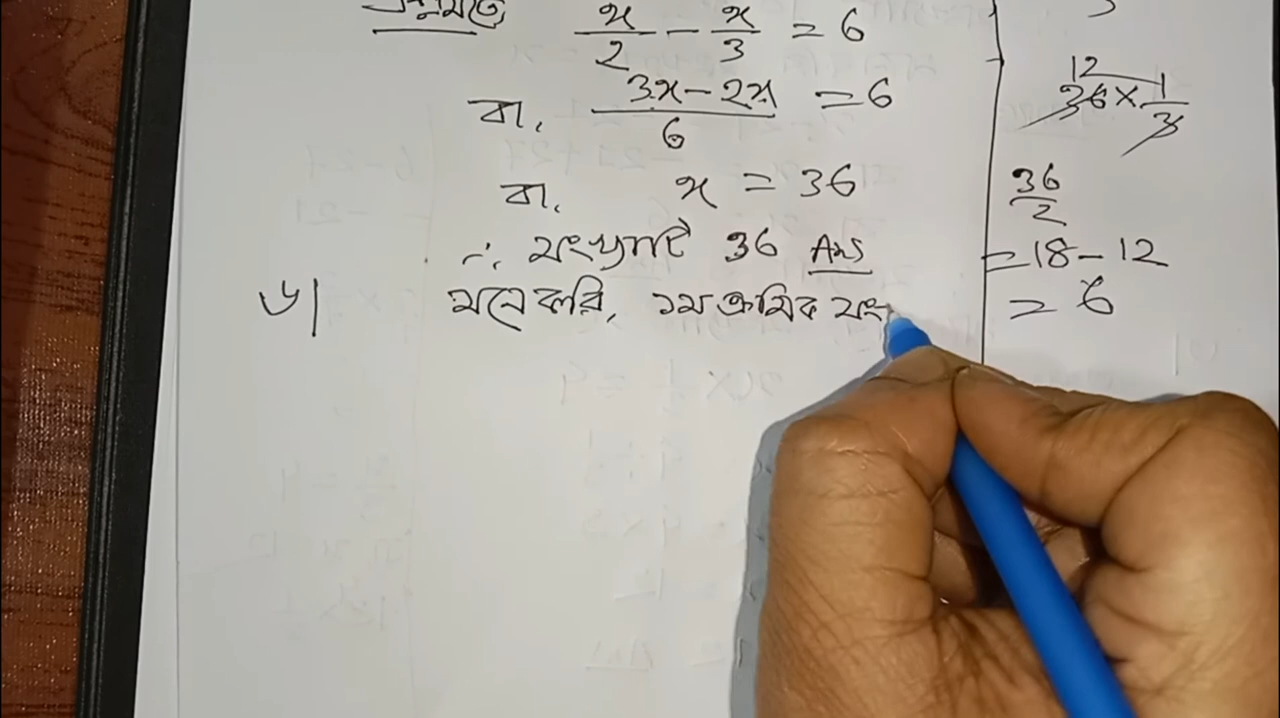 প্রশ্নমতে x/2 − x/3 = 6
বা, (3x − 2x)/6 = 6
বা, x = 36
∴ সংখ্যাটি 36 Ans
৬| মনেকরি, ১ম ক্রমিক সং
12
36 × 1/3
36/2
= 18 − 12
= 6